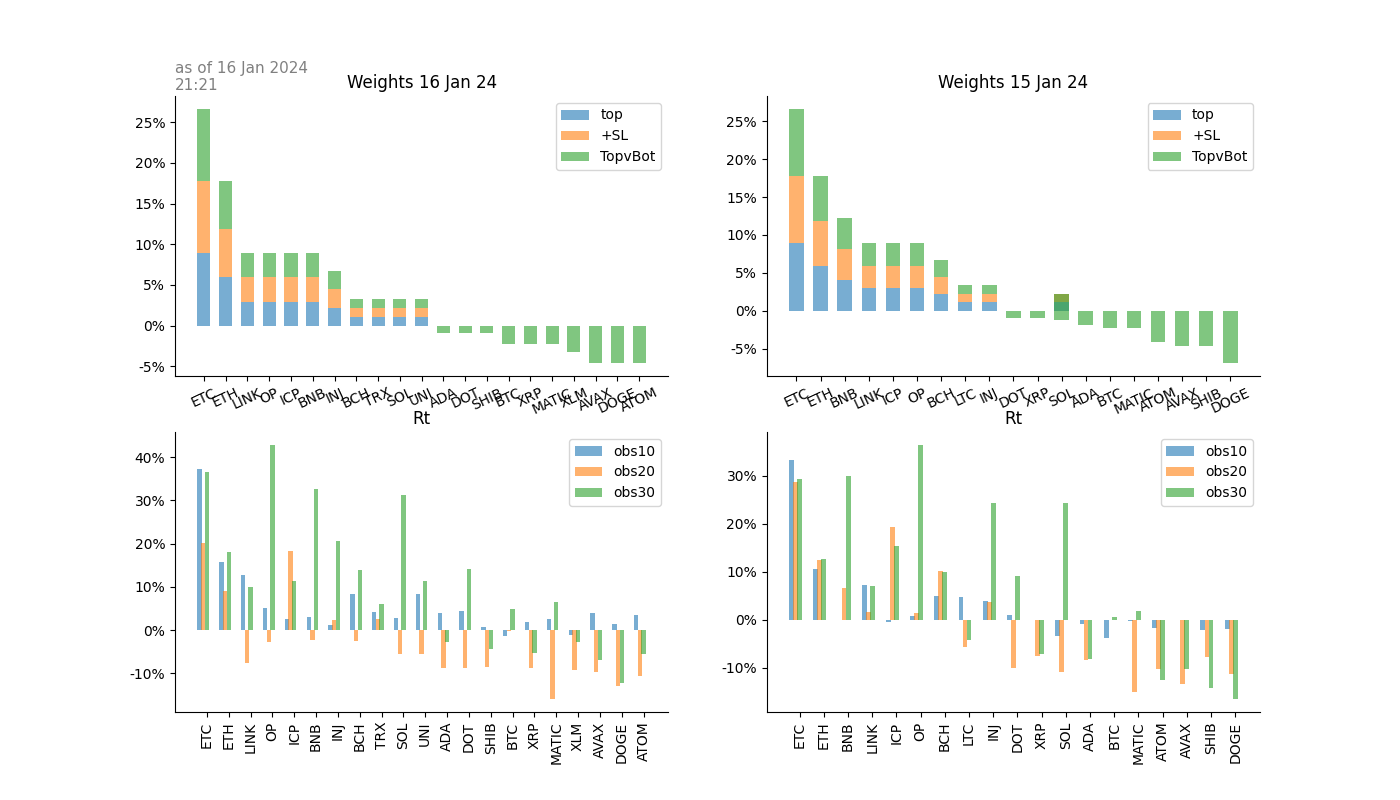 as of 16 Jan 2024
21:21
Weights 16 Jan 24
25%
20%
15%
10%
5%
0%
-5%
top
+SL
TopvBot
ETC ETH LINK OP ICP BNB INJ BCH TRX SOL UNI ADA DOT SHIB BTC XRP MATIC XLM AVAX DOGE ATOM
Weights 15 Jan 24
25%
20%
15%
10%
5%
0%
-5%
top
+SL
TopvBot
ETC ETH BNB LINK ICP OP BCH LTC INJ DOT XRP SOL ADA BTC MATIC ATOM AVAX SHIB DOGE
Rt
40%
30%
20%
10%
0%
-10%
obs10
obs20
obs30
ETC ETH LINK OP ICP BNB INJ BCH TRX SOL UNI ADA DOT SHIB BTC XRP MATIC XLM AVAX DOGE ATOM
Rt
30%
20%
10%
0%
-10%
obs10
obs20
obs30
ETC ETH BNB LINK ICP OP BCH LTC INJ DOT XRP SOL ADA BTC MATIC ATOM AVAX SHIB DOGE